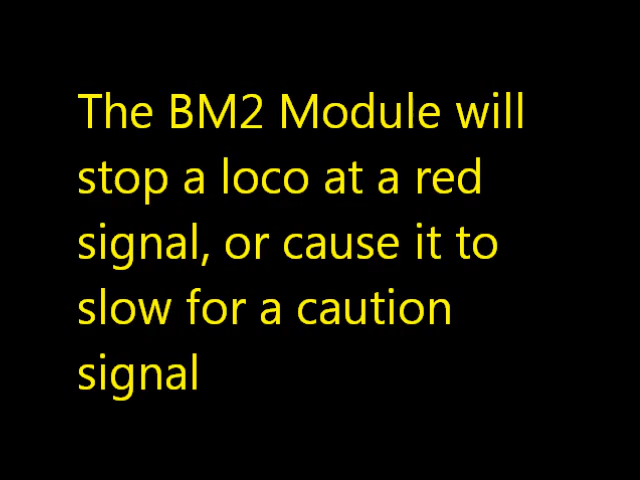 The BM2 Module will
stop a loco at a red
signal, or cause it to
slow for a caution
signal